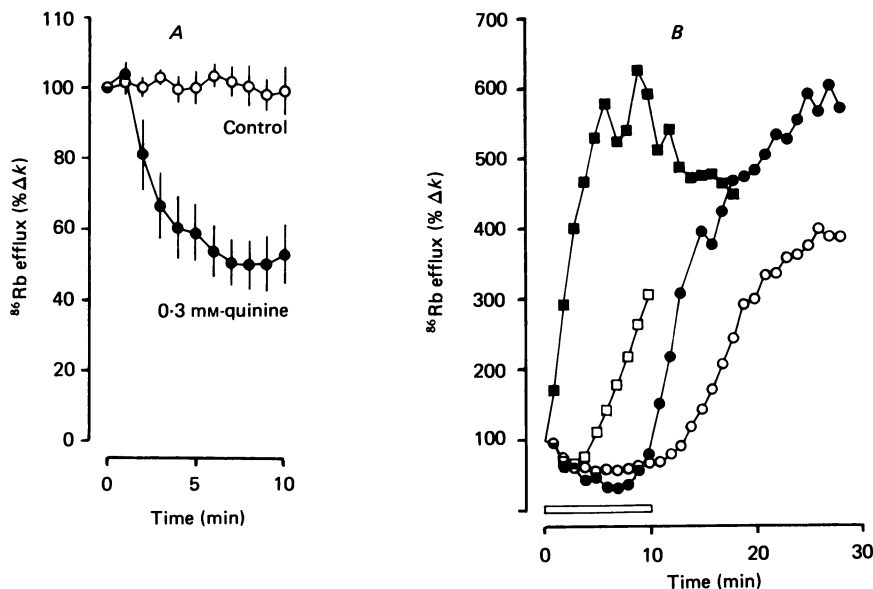 A
110
100
80
60
40
20
0
⁸⁶Rb efflux (% Δk)
Control
0·3 mM-quinine
0
5
10
Time (min)
B
700
600
500
400
300
200
100
⁸⁶Rb efflux (% Δk)
0
10
20
30
Time (min)